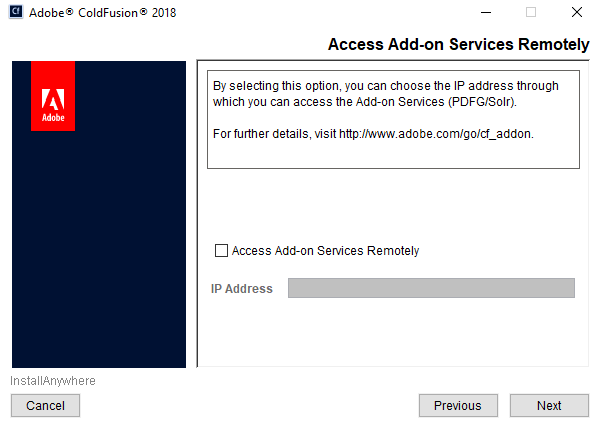 Cf Adobe® ColdFusion® 2018
Access Add-on Services Remotely
Adobe
By selecting this option, you can choose the IP address through
which you can access the Add-on Services (PDFG/Solr).
For further details, visit http://www.adobe.com/go/cf_addon.
Access Add-on Services Remotely
IP Address
InstallAnywhere
Cancel
Previous
Next